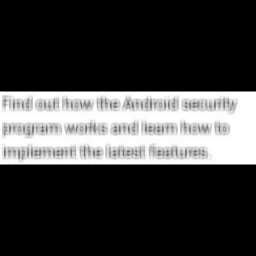 Find out how the Android security
program works and learn how to
implement the latest features.